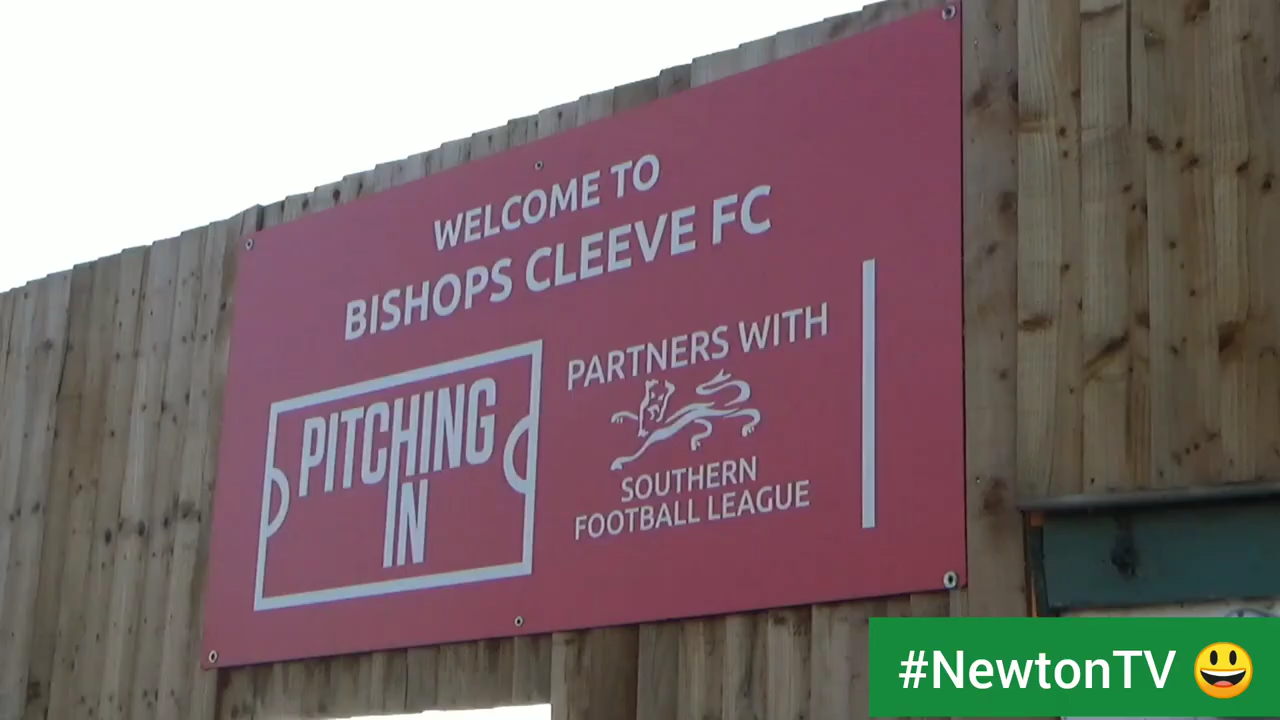 WELCOME TO
BISHOPS CLEEVE FC
PITCHING
IN
PARTNERS WITH
SOUTHERN
FOOTBALL LEAGUE
#NewtonTV 😃